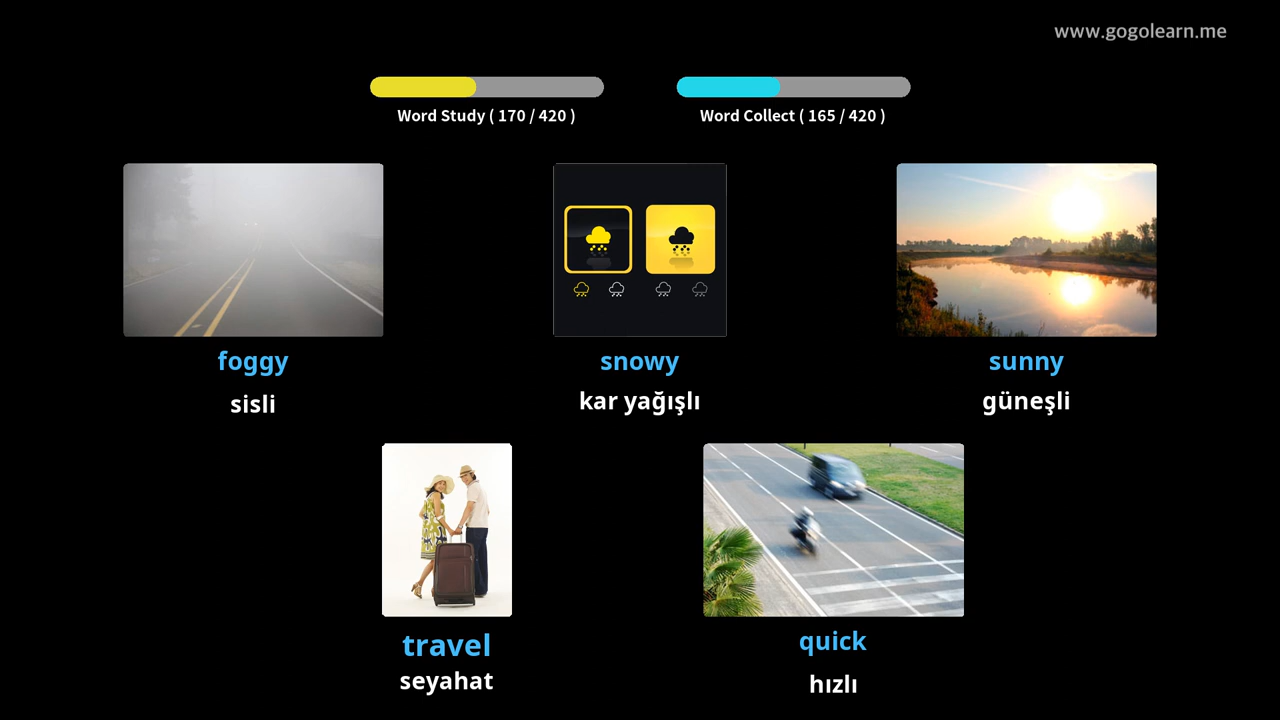 www.gogolearn.me
Word Study ( 170 / 420 )
Word Collect ( 165 / 420 )
foggy
sisli
snowy
kar yağışlı
sunny
güneşli
travel
seyahat
quick
hızlı